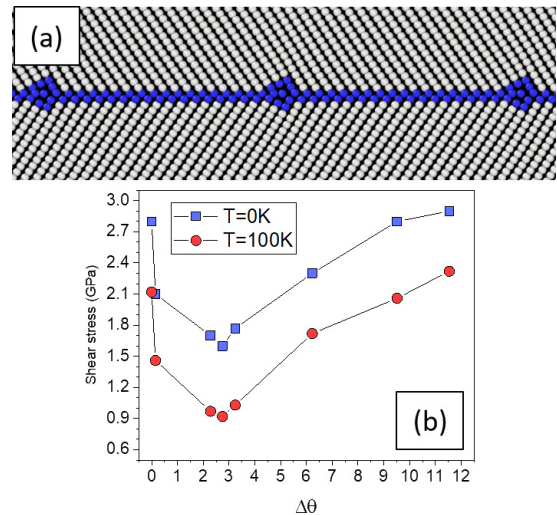 (a)
3.0
2.7
2.4
2.1
1.8
1.5
1.2
0.9
0.6
Shear stress (GPa)
T=0K
T=100K
(b)
0 1 2 3 4 5 6 7 8 9 10 11 12
Δθ